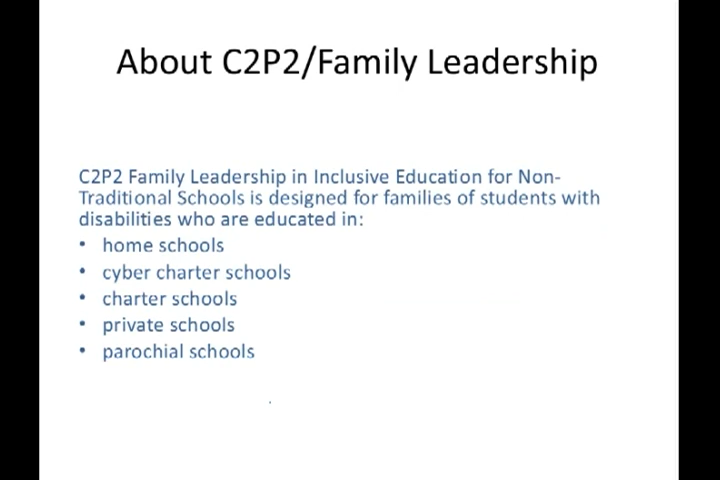 About C2P2/Family Leadership
C2P2 Family Leadership in Inclusive Education for Non-
Traditional Schools is designed for families of students with
disabilities who are educated in:
• home schools
• cyber charter schools
• charter schools
• private schools
• parochial schools